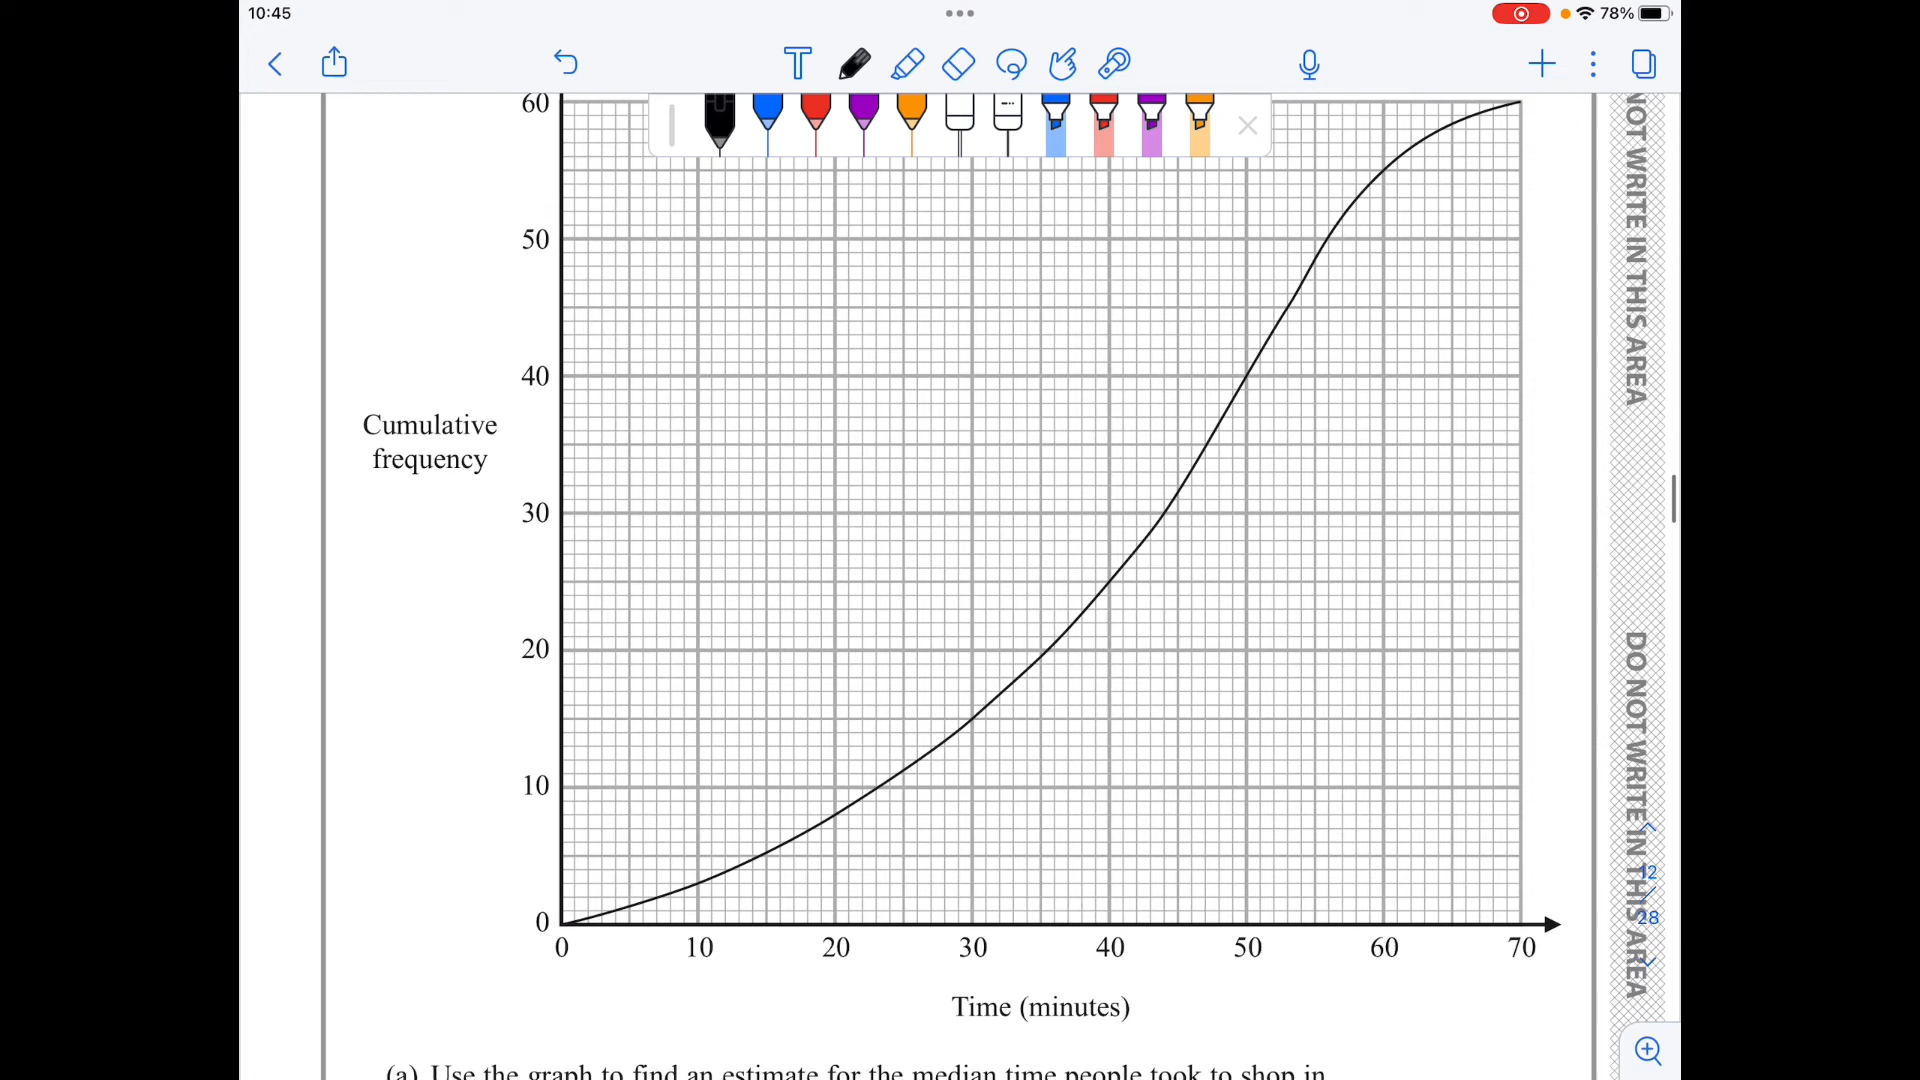 10:45
78%
60
50
40
30
20
10
0
Cumulative
frequency
0 10 20 30 40 50 60 70
Time (minutes)
(a) Use the graph to find an estimate for the median time people took to shop in
NOT WRITE IN THIS AREA
DO NOT WRITE IN THIS AREA
12
28